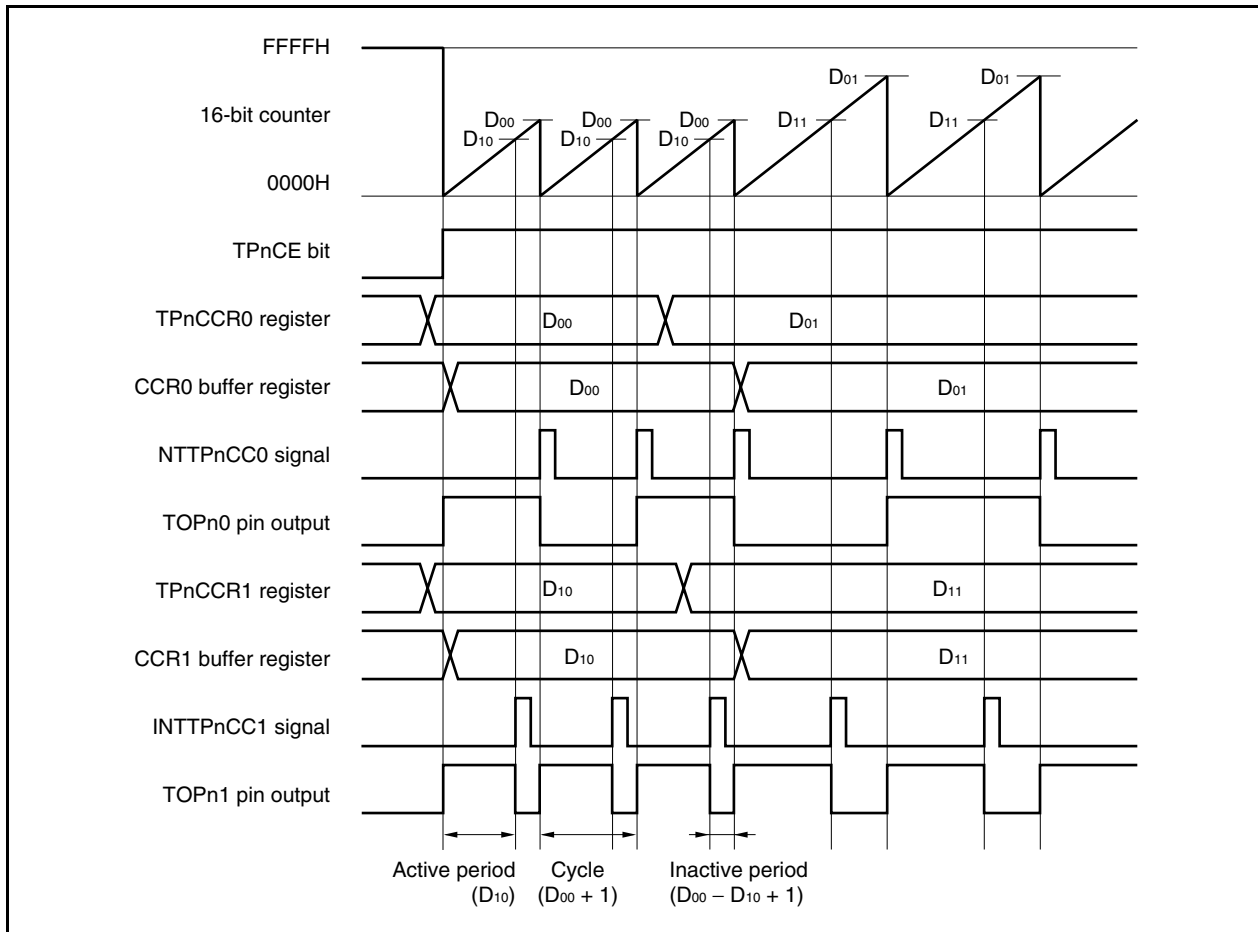 FFFFH
16-bit counter
0000H
D00 D00 D00 D01 D01
D10 D10 D10 D11 D11
TPnCE bit
TPnCCR0 register
D00 D01
CCR0 buffer register
D00 D01
NTTPnCC0 signal
TOPn0 pin output
TPnCCR1 register
D10 D11
CCR1 buffer register
D10 D11
INTTPnCC1 signal
TOPn1 pin output
Active period
(D10)
Cycle
(D00 + 1)
Inactive period
(D00 − D10 + 1)